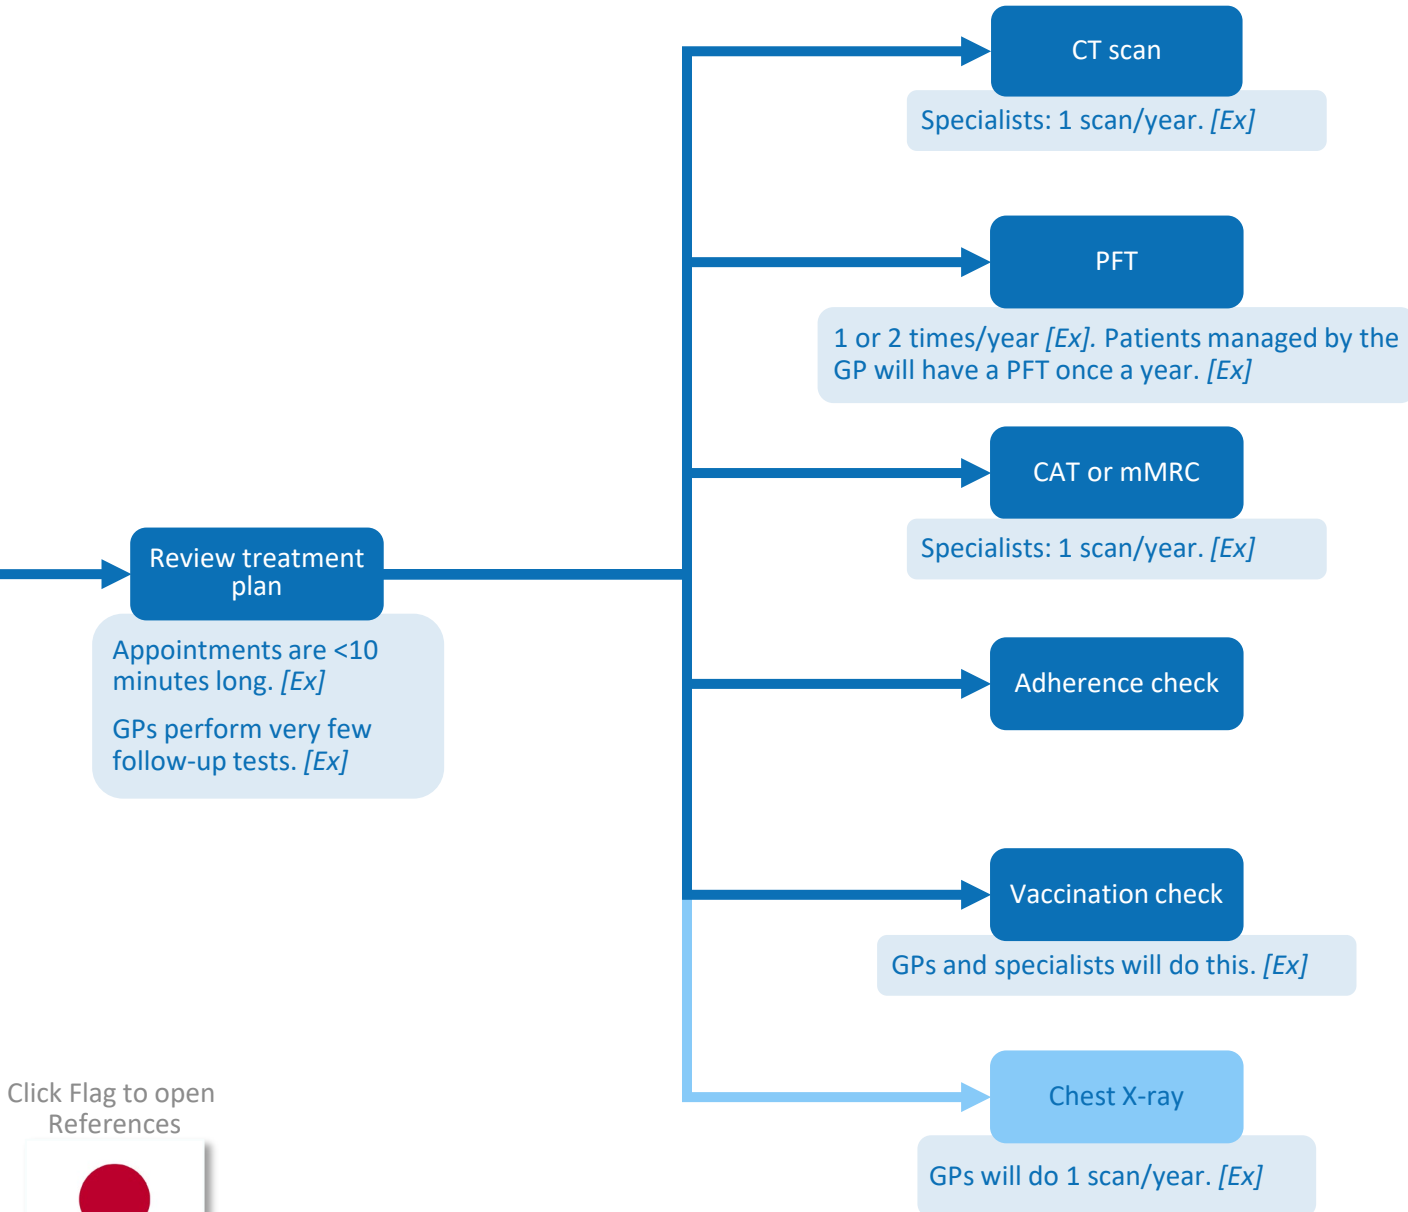 CT scan
Specialists: 1 scan/year. [Ex]
PFT
1 or 2 times/year [Ex]. Patients managed by the
GP will have a PFT once a year. [Ex]
CAT or mMRC
Specialists: 1 scan/year. [Ex]
Review treatment
plan
Appointments are <10
minutes long. [Ex]
GPs perform very few
follow-up tests. [Ex]
Adherence check
Vaccination check
GPs and specialists will do this. [Ex]
Chest X-ray
GPs will do 1 scan/year. [Ex]
Click Flag to open
References